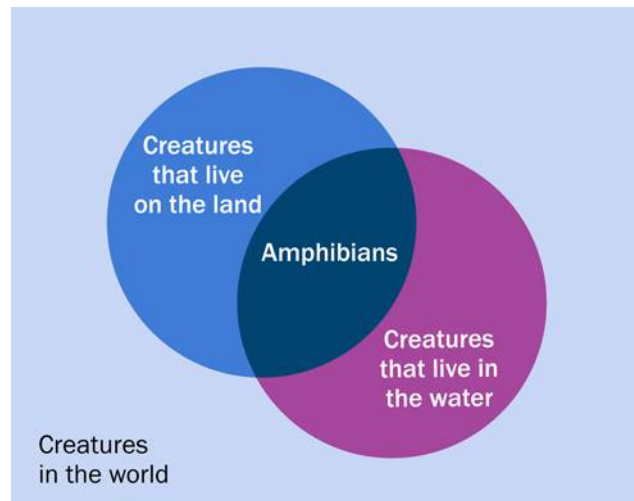 Creatures
that live
on the land
Amphibians
Creatures
that live in
the water
Creatures
in the world